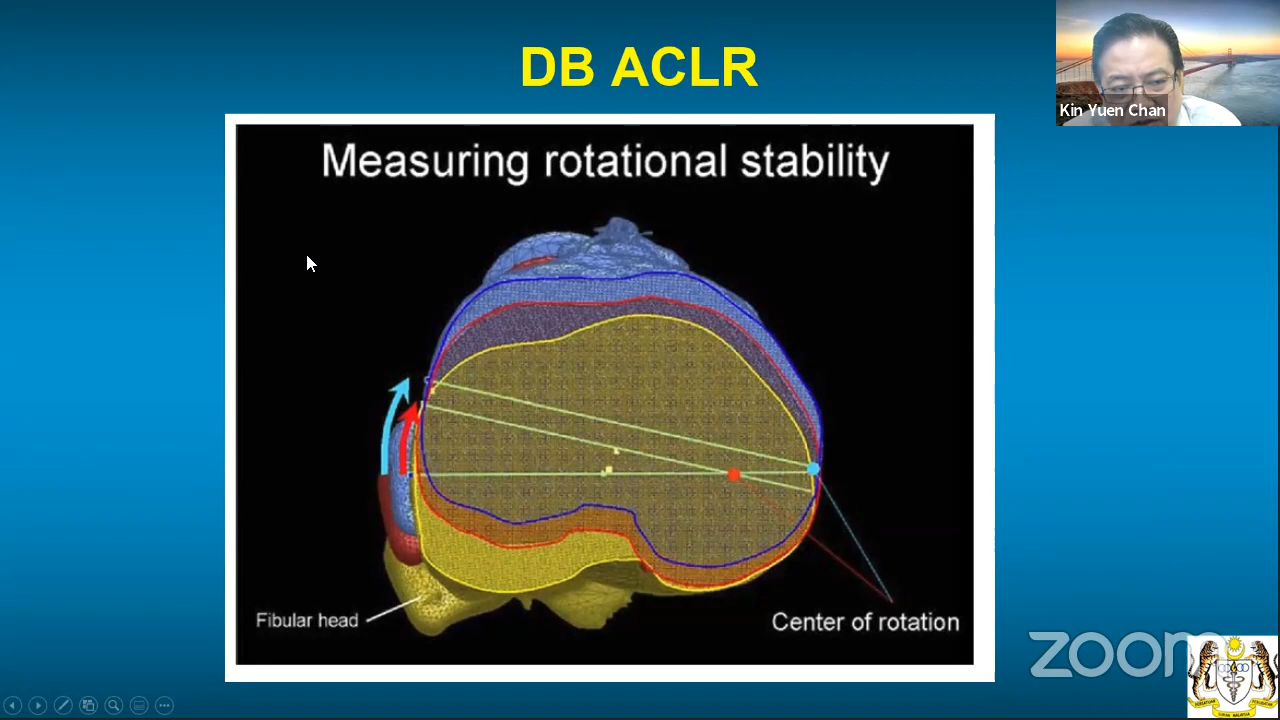 DB ACLR
Kin Yuen Chan
Measuring rotational stability
Fibular head
Center of rotation
zoom